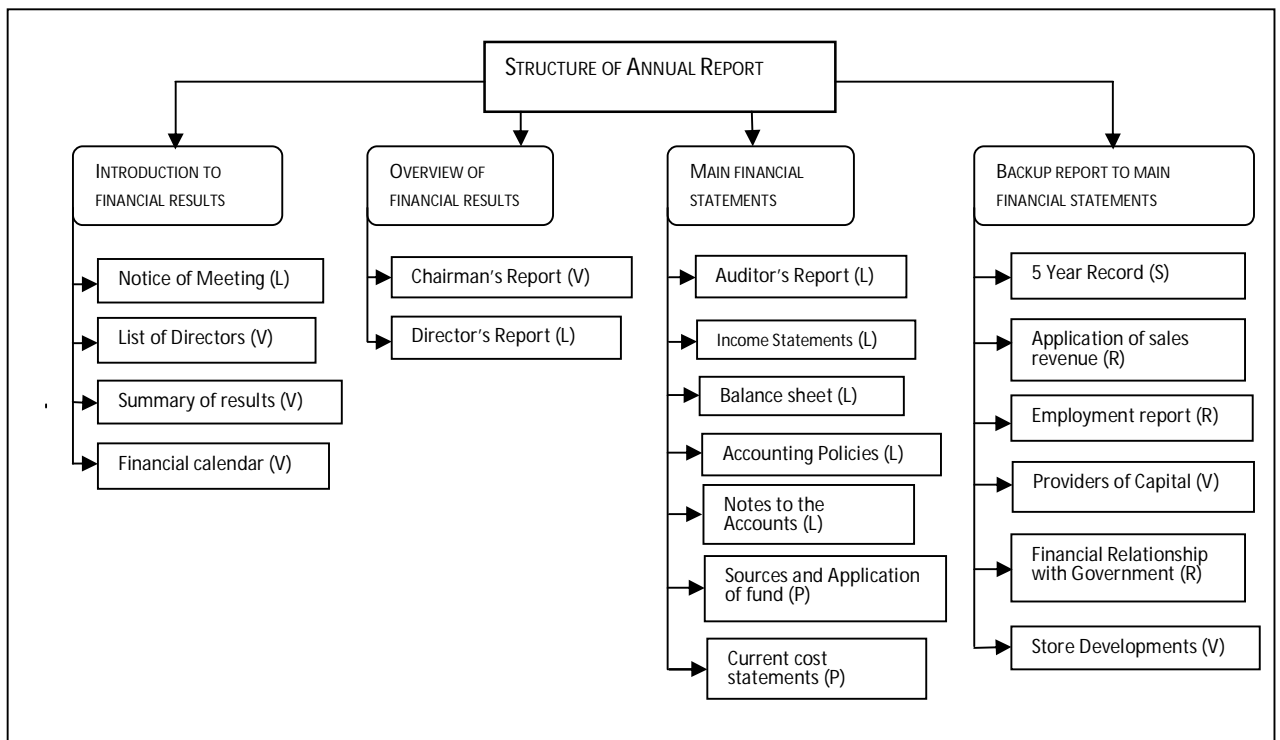 STRUCTURE OF ANNUAL REPORT
INTRODUCTION TO
FINANCIAL RESULTS
Notice of Meeting (L)
List of Directors (V)
Summary of results (V)
Financial calendar (V)
OVERVIEW OF
FINANCIAL RESULTS
Chairman's Report (V)
Director's Report (L)
MAIN FINANCIAL
STATEMENTS
Auditor's Report (L)
Income Statements (L)
Balance sheet (L)
Accounting Policies (L)
Notes to the
Accounts (L)
Sources and Application
of fund (P)
Current cost
statements (P)
BACKUP REPORT TO MAIN
FINANCIAL STATEMENTS
5 Year Record (S)
Application of sales
revenue (R)
Employment report (R)
Providers of Capital (V)
Financial Relationship
with Government (R)
Store Developments (V)